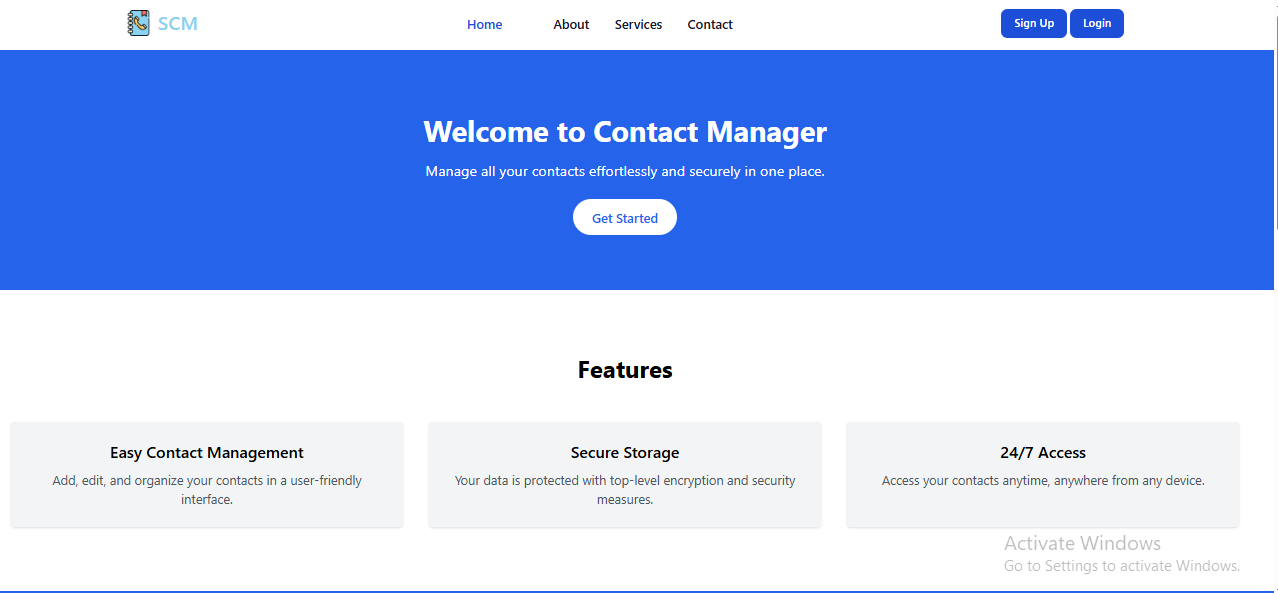 SCM
Home About Services Contact
Sign Up Login
Welcome to Contact Manager
Manage all your contacts effortlessly and securely in one place.
Get Started
Features
Easy Contact Management
Add, edit, and organize your contacts in a user-friendly
interface.
Secure Storage
Your data is protected with top-level encryption and security
measures.
24/7 Access
Access your contacts anytime, anywhere from any device.
Activate Windows
Go to Settings to activate Windows.